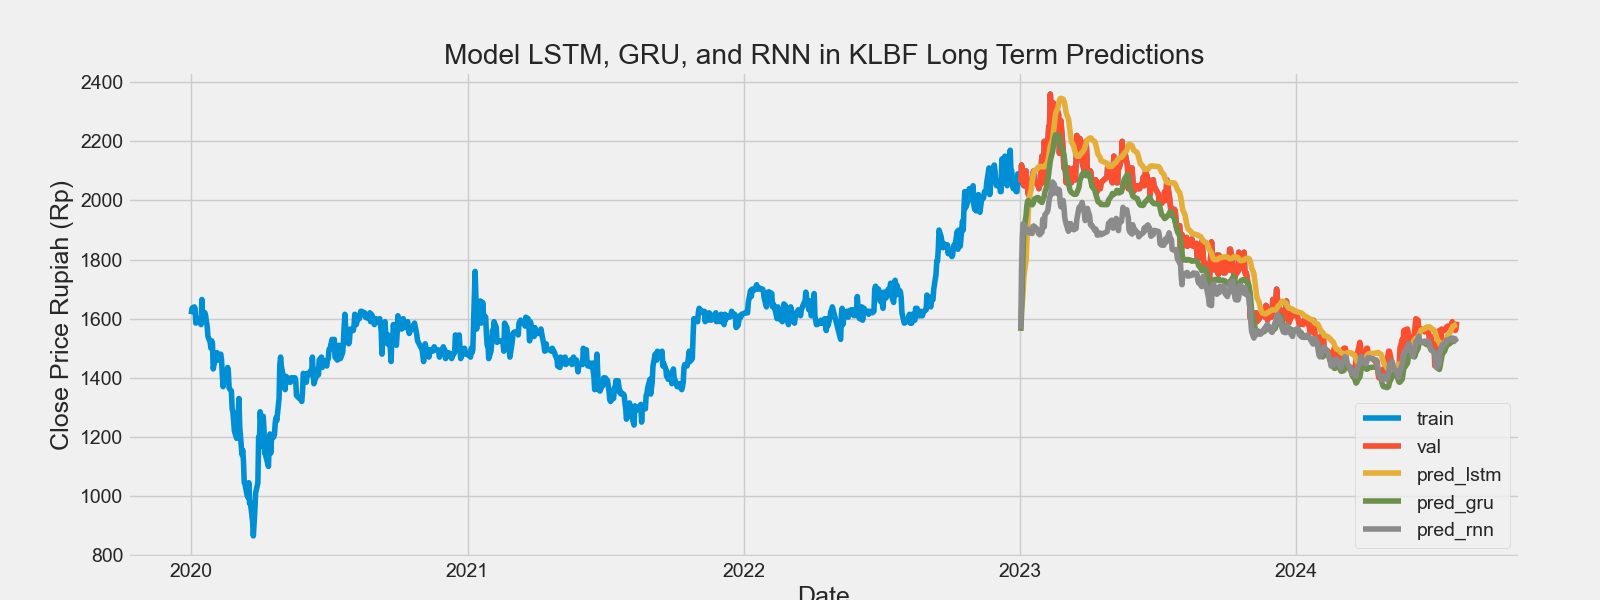 Model LSTM, GRU, and RNN in KLBF Long Term Predictions
Close Price Rupiah (Rp)
2400
2200
2000
1800
1600
1400
1200
1000
800
2020
2021
2022
2023
2024
Date
train
val
pred_lstm
pred_gru
pred_rnn